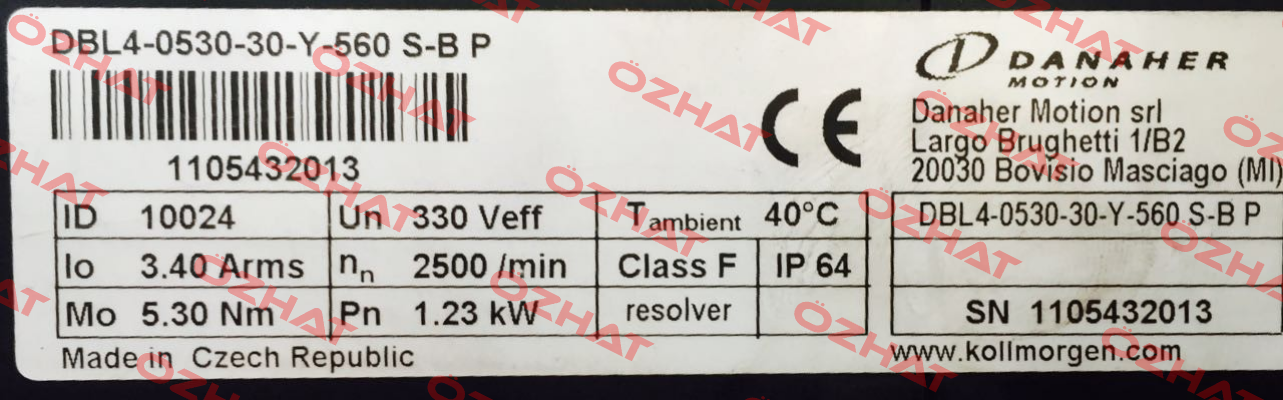 DBL4-0530-30-Y-560 S-B P
1105432013
DANAHER
MOTION
Danaher Motion srl
Largo Brughetti 1/B2
20030 Bovisio Masciago (MI)
ID 10024 Un 330 Veff Tambient 40°C
Io 3.40 Arms nn 2500 /min Class F IP 64
Mo 5.30 Nm Pn 1.23 kW resolver
DBL4-0530-30-Y-560 S-B P
SN 1105432013
Made in Czech Republic
www.kollmorgen.com
ÖZHAT